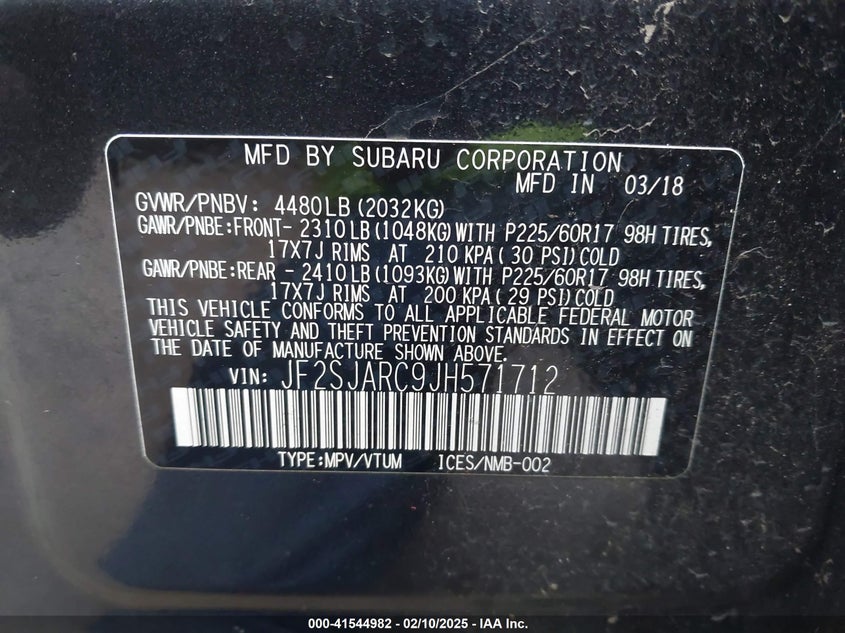 MFD BY SUBARU CORPORATION
MFD IN 03/18
GVWR/PNBV: 4480LB (2032KG)
GAWR/PNBE:FRONT- 2310LB (1048KG) WITH P225/60R17 98H TIRES,
17X7J RIMS AT 210 KPA ( 30 PSI) COLD
GAWR/PNBE:REAR - 2410LB (1093KG) WITH P225/60R17 98H TIRES,
17X7J RIMS AT 200 KPA ( 29 PSI) COLD
THIS VEHICLE CONFORMS TO ALL APPLICABLE FEDERAL MOTOR
VEHICLE SAFETY AND THEFT PREVENTION STANDARDS IN EFFECT ON
THE DATE OF MANUFACTURE SHOWN ABOVE.
VIN: JF2SJARC9JH571712
TYPE:MPV/VTUM ICES/NMB-002
000-41544982 - 02/10/2025 - IAA Inc.